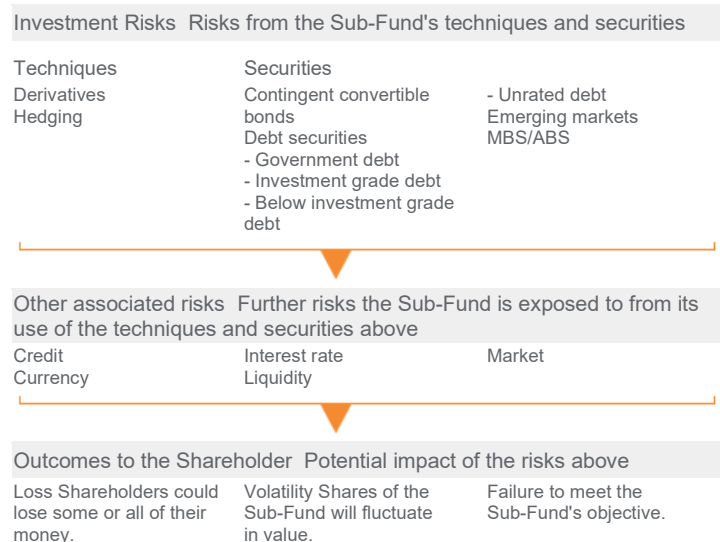 Investment Risks  Risks from the Sub-Fund's techniques and securities
Techniques
Derivatives
Hedging
Securities
Contingent convertible
bonds
Debt securities
- Government debt
- Investment grade debt
- Below investment grade
debt
- Unrated debt
Emerging markets
MBS/ABS
Other associated risks  Further risks the Sub-Fund is exposed to from its
use of the techniques and securities above
Credit
Currency
Interest rate
Liquidity
Market
Outcomes to the Shareholder  Potential impact of the risks above
Loss Shareholders could
lose some or all of their
money.
Volatility Shares of the
Sub-Fund will fluctuate
in value.
Failure to meet the
Sub-Fund's objective.